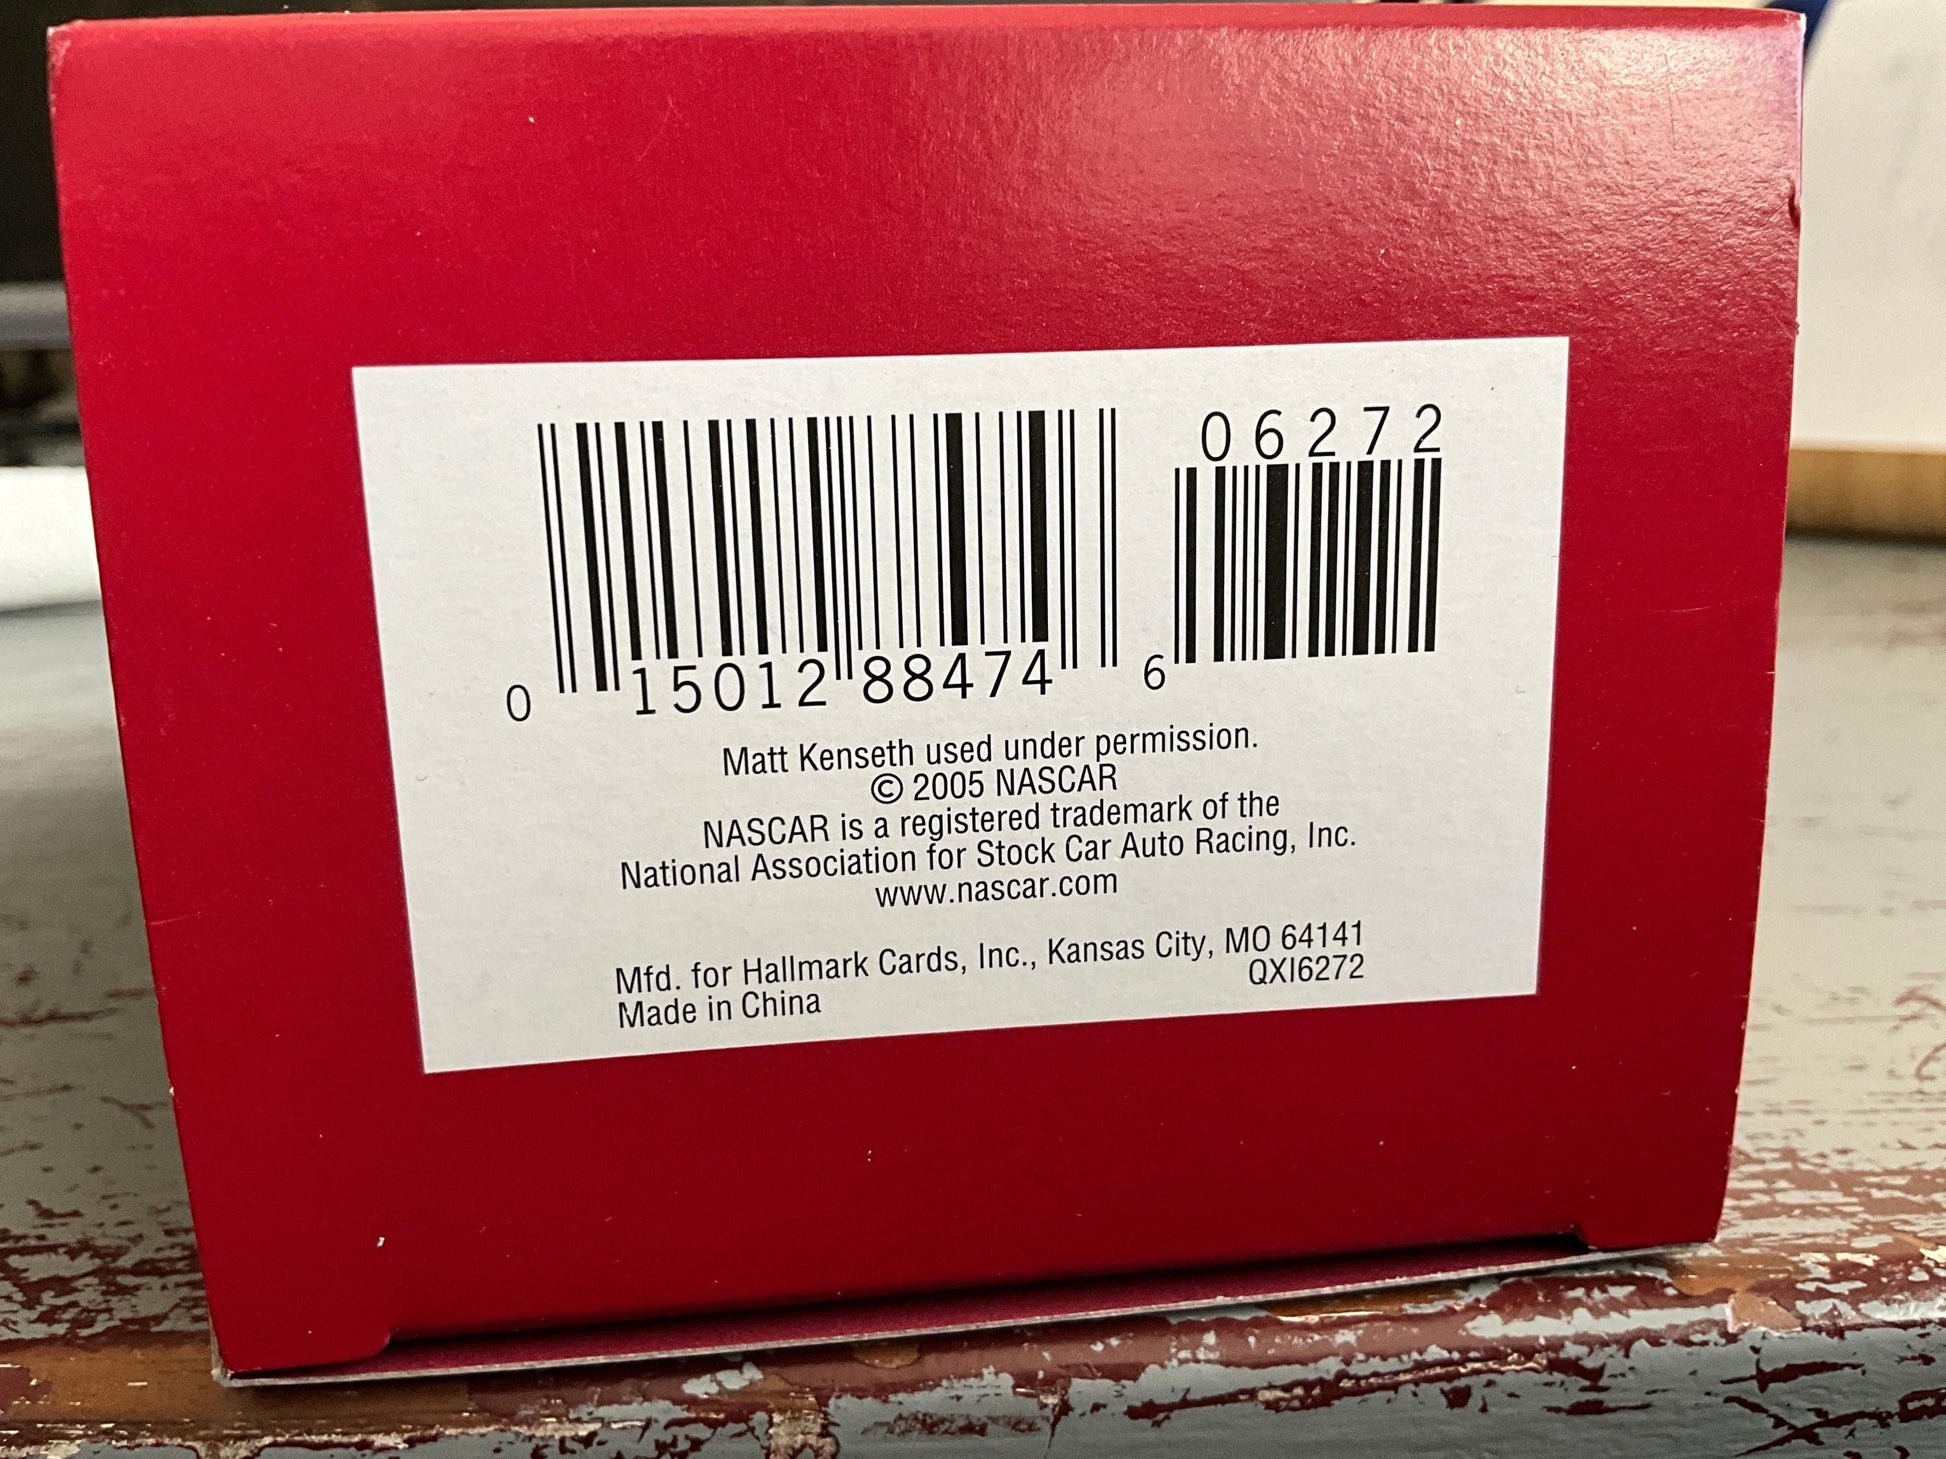 06272
0 15012 88474 6
Matt Kenseth used under permission.
© 2005 NASCAR
NASCAR is a registered trademark of the
National Association for Stock Car Auto Racing, Inc.
www.nascar.com
Mfd. for Hallmark Cards, Inc., Kansas City, MO 64141
QXI6272
Made in China